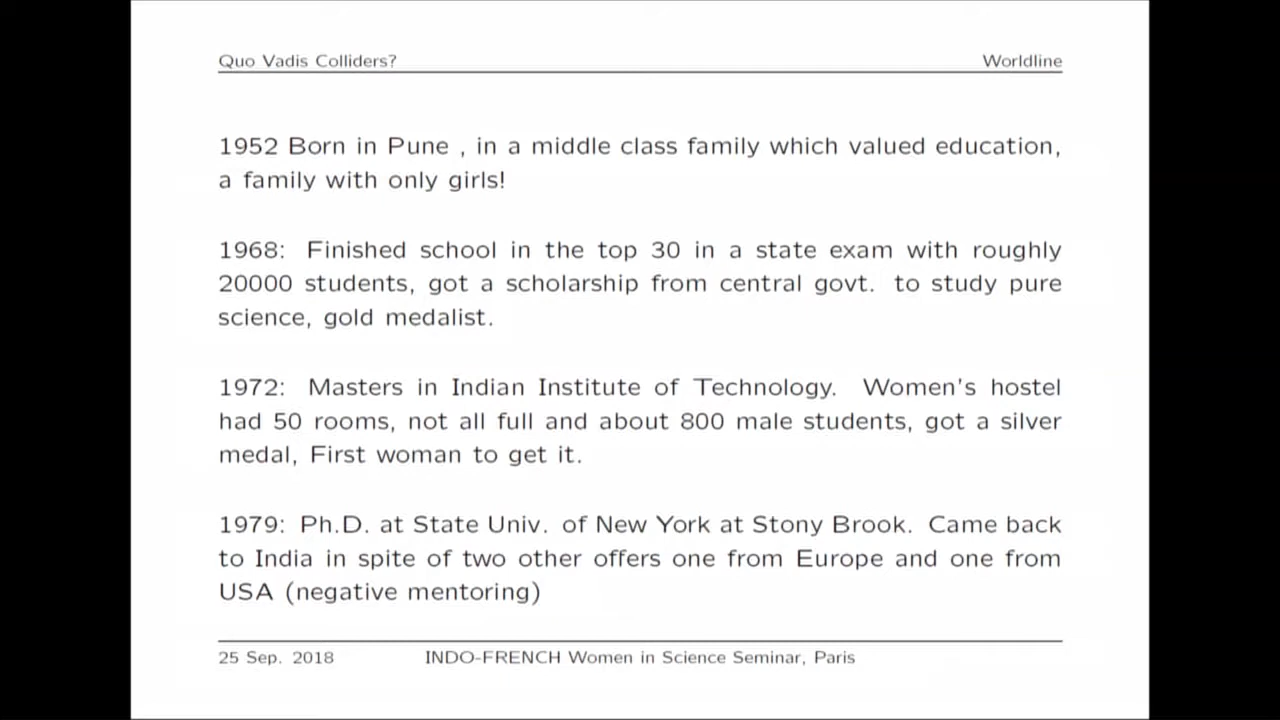 Quo Vadis Colliders? Worldline
1952 Born in Pune , in a middle class family which valued education,
a family with only girls!
1968: Finished school in the top 30 in a state exam with roughly
20000 students, got a scholarship from central govt. to study pure
science, gold medalist.
1972: Masters in Indian Institute of Technology. Women's hostel
had 50 rooms, not all full and about 800 male students, got a silver
medal, First woman to get it.
1979: Ph.D. at State Univ. of New York at Stony Brook. Came back
to India in spite of two other offers one from Europe and one from
USA (negative mentoring)
25 Sep. 2018 INDO-FRENCH Women in Science Seminar, Paris